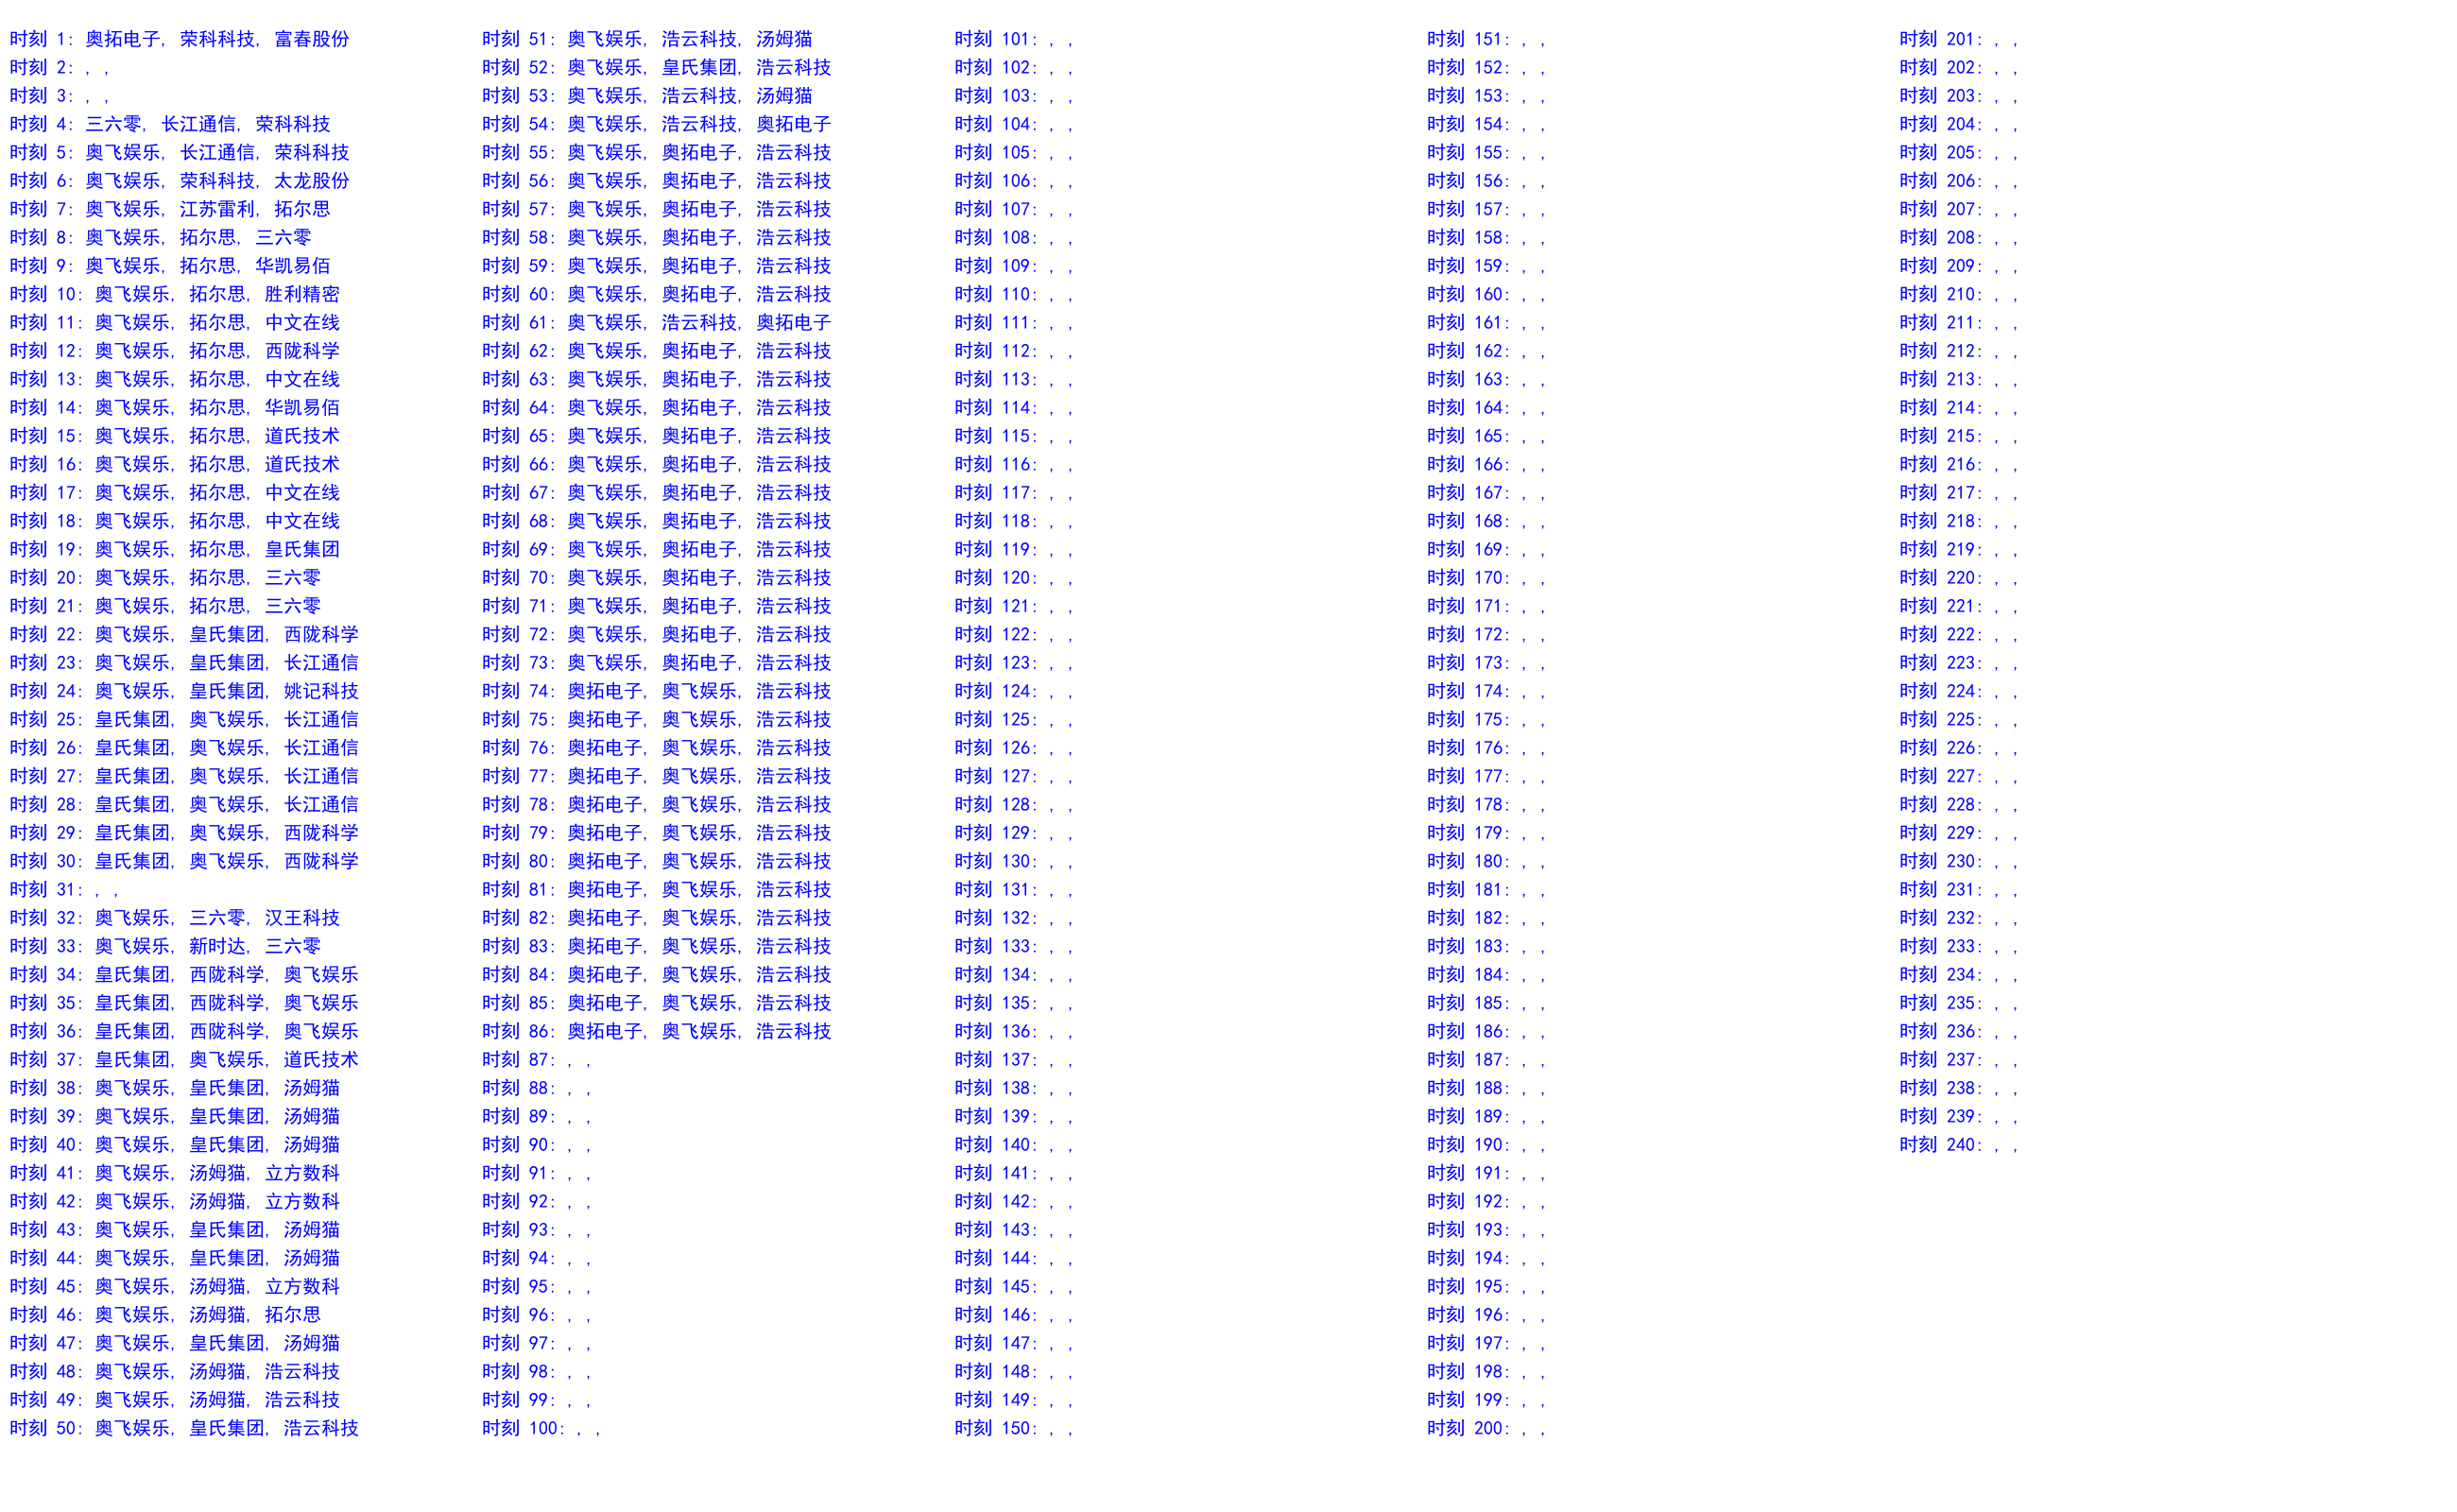 时刻 1: 奥拓电子, 荣科科技, 富春股份
时刻 2: , ,
时刻 3: , ,
时刻 4: 三六零, 长江通信, 荣科科技
时刻 5: 奥飞娱乐, 长江通信, 荣科科技
时刻 6: 奥飞娱乐, 荣科科技, 太龙股份
时刻 7: 奥飞娱乐, 江苏雷利, 拓尔思
时刻 8: 奥飞娱乐, 拓尔思, 三六零
时刻 9: 奥飞娱乐, 拓尔思, 华凯易佰
时刻 10: 奥飞娱乐, 拓尔思, 胜利精密
时刻 11: 奥飞娱乐, 拓尔思, 中文在线
时刻 12: 奥飞娱乐, 拓尔思, 西陇科学
时刻 13: 奥飞娱乐, 拓尔思, 中文在线
时刻 14: 奥飞娱乐, 拓尔思, 华凯易佰
时刻 15: 奥飞娱乐, 拓尔思, 道氏技术
时刻 16: 奥飞娱乐, 拓尔思, 道氏技术
时刻 17: 奥飞娱乐, 拓尔思, 中文在线
时刻 18: 奥飞娱乐, 拓尔思, 中文在线
时刻 19: 奥飞娱乐, 拓尔思, 皇氏集团
时刻 20: 奥飞娱乐, 拓尔思, 三六零
时刻 21: 奥飞娱乐, 拓尔思, 三六零
时刻 22: 奥飞娱乐, 皇氏集团, 西陇科学
时刻 23: 奥飞娱乐, 皇氏集团, 长江通信
时刻 24: 奥飞娱乐, 皇氏集团, 姚记科技
时刻 25: 皇氏集团, 奥飞娱乐, 长江通信
时刻 26: 皇氏集团, 奥飞娱乐, 长江通信
时刻 27: 皇氏集团, 奥飞娱乐, 长江通信
时刻 28: 皇氏集团, 奥飞娱乐, 长江通信
时刻 29: 皇氏集团, 奥飞娱乐, 西陇科学
时刻 30: 皇氏集团, 奥飞娱乐, 西陇科学
时刻 31: , ,
时刻 32: 奥飞娱乐, 三六零, 汉王科技
时刻 33: 奥飞娱乐, 新时达, 三六零
时刻 34: 皇氏集团, 西陇科学, 奥飞娱乐
时刻 35: 皇氏集团, 西陇科学, 奥飞娱乐
时刻 36: 皇氏集团, 西陇科学, 奥飞娱乐
时刻 37: 皇氏集团, 奥飞娱乐, 道氏技术
时刻 38: 奥飞娱乐, 皇氏集团, 汤姆猫
时刻 39: 奥飞娱乐, 皇氏集团, 汤姆猫
时刻 40: 奥飞娱乐, 皇氏集团, 汤姆猫
时刻 41: 奥飞娱乐, 汤姆猫, 立方数科
时刻 42: 奥飞娱乐, 汤姆猫, 立方数科
时刻 43: 奥飞娱乐, 皇氏集团, 汤姆猫
时刻 44: 奥飞娱乐, 皇氏集团, 汤姆猫
时刻 45: 奥飞娱乐, 汤姆猫, 立方数科
时刻 46: 奥飞娱乐, 汤姆猫, 拓尔思
时刻 47: 奥飞娱乐, 皇氏集团, 汤姆猫
时刻 48: 奥飞娱乐, 汤姆猫, 浩云科技
时刻 49: 奥飞娱乐, 汤姆猫, 浩云科技
时刻 50: 奥飞娱乐, 皇氏集团, 浩云科技
时刻 51: 奥飞娱乐, 浩云科技, 汤姆猫
时刻 52: 奥飞娱乐, 皇氏集团, 浩云科技
时刻 53: 奥飞娱乐, 浩云科技, 汤姆猫
时刻 54: 奥飞娱乐, 浩云科技, 奥拓电子
时刻 55: 奥飞娱乐, 奥拓电子, 浩云科技
时刻 56: 奥飞娱乐, 奥拓电子, 浩云科技
时刻 57: 奥飞娱乐, 奥拓电子, 浩云科技
时刻 58: 奥飞娱乐, 奥拓电子, 浩云科技
时刻 59: 奥飞娱乐, 奥拓电子, 浩云科技
时刻 60: 奥飞娱乐, 奥拓电子, 浩云科技
时刻 61: 奥飞娱乐, 浩云科技, 奥拓电子
时刻 62: 奥飞娱乐, 奥拓电子, 浩云科技
时刻 63: 奥飞娱乐, 奥拓电子, 浩云科技
时刻 64: 奥飞娱乐, 奥拓电子, 浩云科技
时刻 65: 奥飞娱乐, 奥拓电子, 浩云科技
时刻 66: 奥飞娱乐, 奥拓电子, 浩云科技
时刻 67: 奥飞娱乐, 奥拓电子, 浩云科技
时刻 68: 奥飞娱乐, 奥拓电子, 浩云科技
时刻 69: 奥飞娱乐, 奥拓电子, 浩云科技
时刻 70: 奥飞娱乐, 奥拓电子, 浩云科技
时刻 71: 奥飞娱乐, 奥拓电子, 浩云科技
时刻 72: 奥飞娱乐, 奥拓电子, 浩云科技
时刻 73: 奥飞娱乐, 奥拓电子, 浩云科技
时刻 74: 奥拓电子, 奥飞娱乐, 浩云科技
时刻 75: 奥拓电子, 奥飞娱乐, 浩云科技
时刻 76: 奥拓电子, 奥飞娱乐, 浩云科技
时刻 77: 奥拓电子, 奥飞娱乐, 浩云科技
时刻 78: 奥拓电子, 奥飞娱乐, 浩云科技
时刻 79: 奥拓电子, 奥飞娱乐, 浩云科技
时刻 80: 奥拓电子, 奥飞娱乐, 浩云科技
时刻 81: 奥拓电子, 奥飞娱乐, 浩云科技
时刻 82: 奥拓电子, 奥飞娱乐, 浩云科技
时刻 83: 奥拓电子, 奥飞娱乐, 浩云科技
时刻 84: 奥拓电子, 奥飞娱乐, 浩云科技
时刻 85: 奥拓电子, 奥飞娱乐, 浩云科技
时刻 86: 奥拓电子, 奥飞娱乐, 浩云科技
时刻 87: , ,
时刻 88: , ,
时刻 89: , ,
时刻 90: , ,
时刻 91: , ,
时刻 92: , ,
时刻 93: , ,
时刻 94: , ,
时刻 95: , ,
时刻 96: , ,
时刻 97: , ,
时刻 98: , ,
时刻 99: , ,
时刻 100: , ,
时刻 101: , ,
时刻 102: , ,
时刻 103: , ,
时刻 104: , ,
时刻 105: , ,
时刻 106: , ,
时刻 107: , ,
时刻 108: , ,
时刻 109: , ,
时刻 110: , ,
时刻 111: , ,
时刻 112: , ,
时刻 113: , ,
时刻 114: , ,
时刻 115: , ,
时刻 116: , ,
时刻 117: , ,
时刻 118: , ,
时刻 119: , ,
时刻 120: , ,
时刻 121: , ,
时刻 122: , ,
时刻 123: , ,
时刻 124: , ,
时刻 125: , ,
时刻 126: , ,
时刻 127: , ,
时刻 128: , ,
时刻 129: , ,
时刻 130: , ,
时刻 131: , ,
时刻 132: , ,
时刻 133: , ,
时刻 134: , ,
时刻 135: , ,
时刻 136: , ,
时刻 137: , ,
时刻 138: , ,
时刻 139: , ,
时刻 140: , ,
时刻 141: , ,
时刻 142: , ,
时刻 143: , ,
时刻 144: , ,
时刻 145: , ,
时刻 146: , ,
时刻 147: , ,
时刻 148: , ,
时刻 149: , ,
时刻 150: , ,
时刻 151: , ,
时刻 152: , ,
时刻 153: , ,
时刻 154: , ,
时刻 155: , ,
时刻 156: , ,
时刻 157: , ,
时刻 158: , ,
时刻 159: , ,
时刻 160: , ,
时刻 161: , ,
时刻 162: , ,
时刻 163: , ,
时刻 164: , ,
时刻 165: , ,
时刻 166: , ,
时刻 167: , ,
时刻 168: , ,
时刻 169: , ,
时刻 170: , ,
时刻 171: , ,
时刻 172: , ,
时刻 173: , ,
时刻 174: , ,
时刻 175: , ,
时刻 176: , ,
时刻 177: , ,
时刻 178: , ,
时刻 179: , ,
时刻 180: , ,
时刻 181: , ,
时刻 182: , ,
时刻 183: , ,
时刻 184: , ,
时刻 185: , ,
时刻 186: , ,
时刻 187: , ,
时刻 188: , ,
时刻 189: , ,
时刻 190: , ,
时刻 191: , ,
时刻 192: , ,
时刻 193: , ,
时刻 194: , ,
时刻 195: , ,
时刻 196: , ,
时刻 197: , ,
时刻 198: , ,
时刻 199: , ,
时刻 200: , ,
时刻 201: , ,
时刻 202: , ,
时刻 203: , ,
时刻 204: , ,
时刻 205: , ,
时刻 206: , ,
时刻 207: , ,
时刻 208: , ,
时刻 209: , ,
时刻 210: , ,
时刻 211: , ,
时刻 212: , ,
时刻 213: , ,
时刻 214: , ,
时刻 215: , ,
时刻 216: , ,
时刻 217: , ,
时刻 218: , ,
时刻 219: , ,
时刻 220: , ,
时刻 221: , ,
时刻 222: , ,
时刻 223: , ,
时刻 224: , ,
时刻 225: , ,
时刻 226: , ,
时刻 227: , ,
时刻 228: , ,
时刻 229: , ,
时刻 230: , ,
时刻 231: , ,
时刻 232: , ,
时刻 233: , ,
时刻 234: , ,
时刻 235: , ,
时刻 236: , ,
时刻 237: , ,
时刻 238: , ,
时刻 239: , ,
时刻 240: , ,